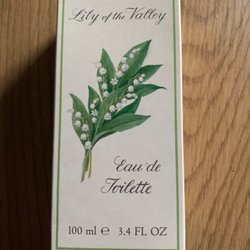 Lily of the Valley
Eau de
Toilette
100 ml e 3.4 FL OZ